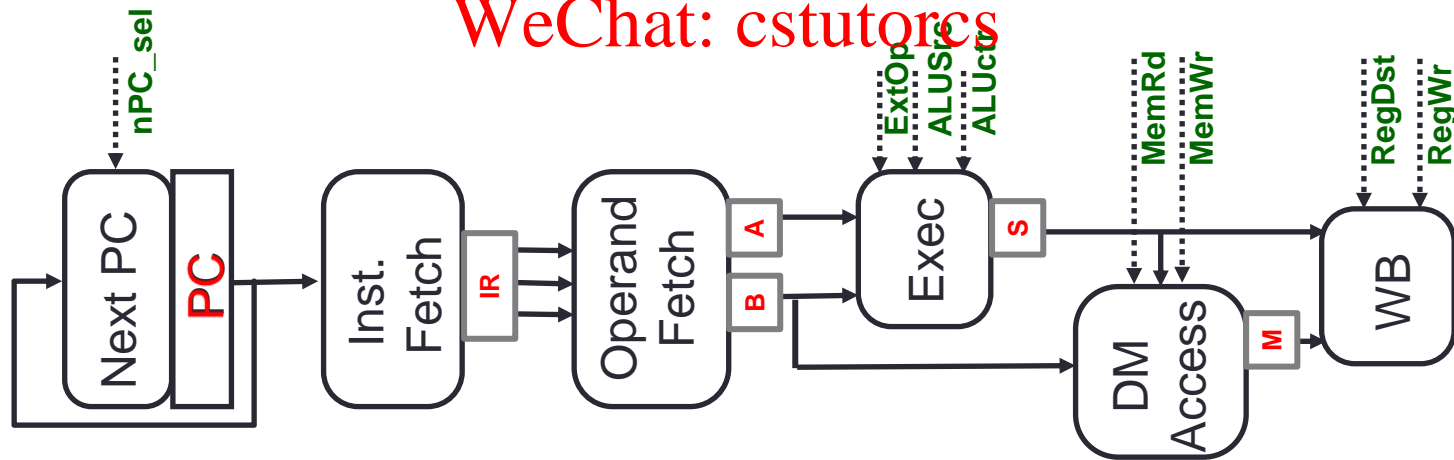 WeChat: cstutorcs
nPC_sel
ExtOp
ALUSrc
ALUctr
MemRd
MemWr
RegDst
RegWr
Next PC
PC
Inst.
Fetch
IR
Operand
Fetch
A
B
Exec
S
DM
Access
M
WB